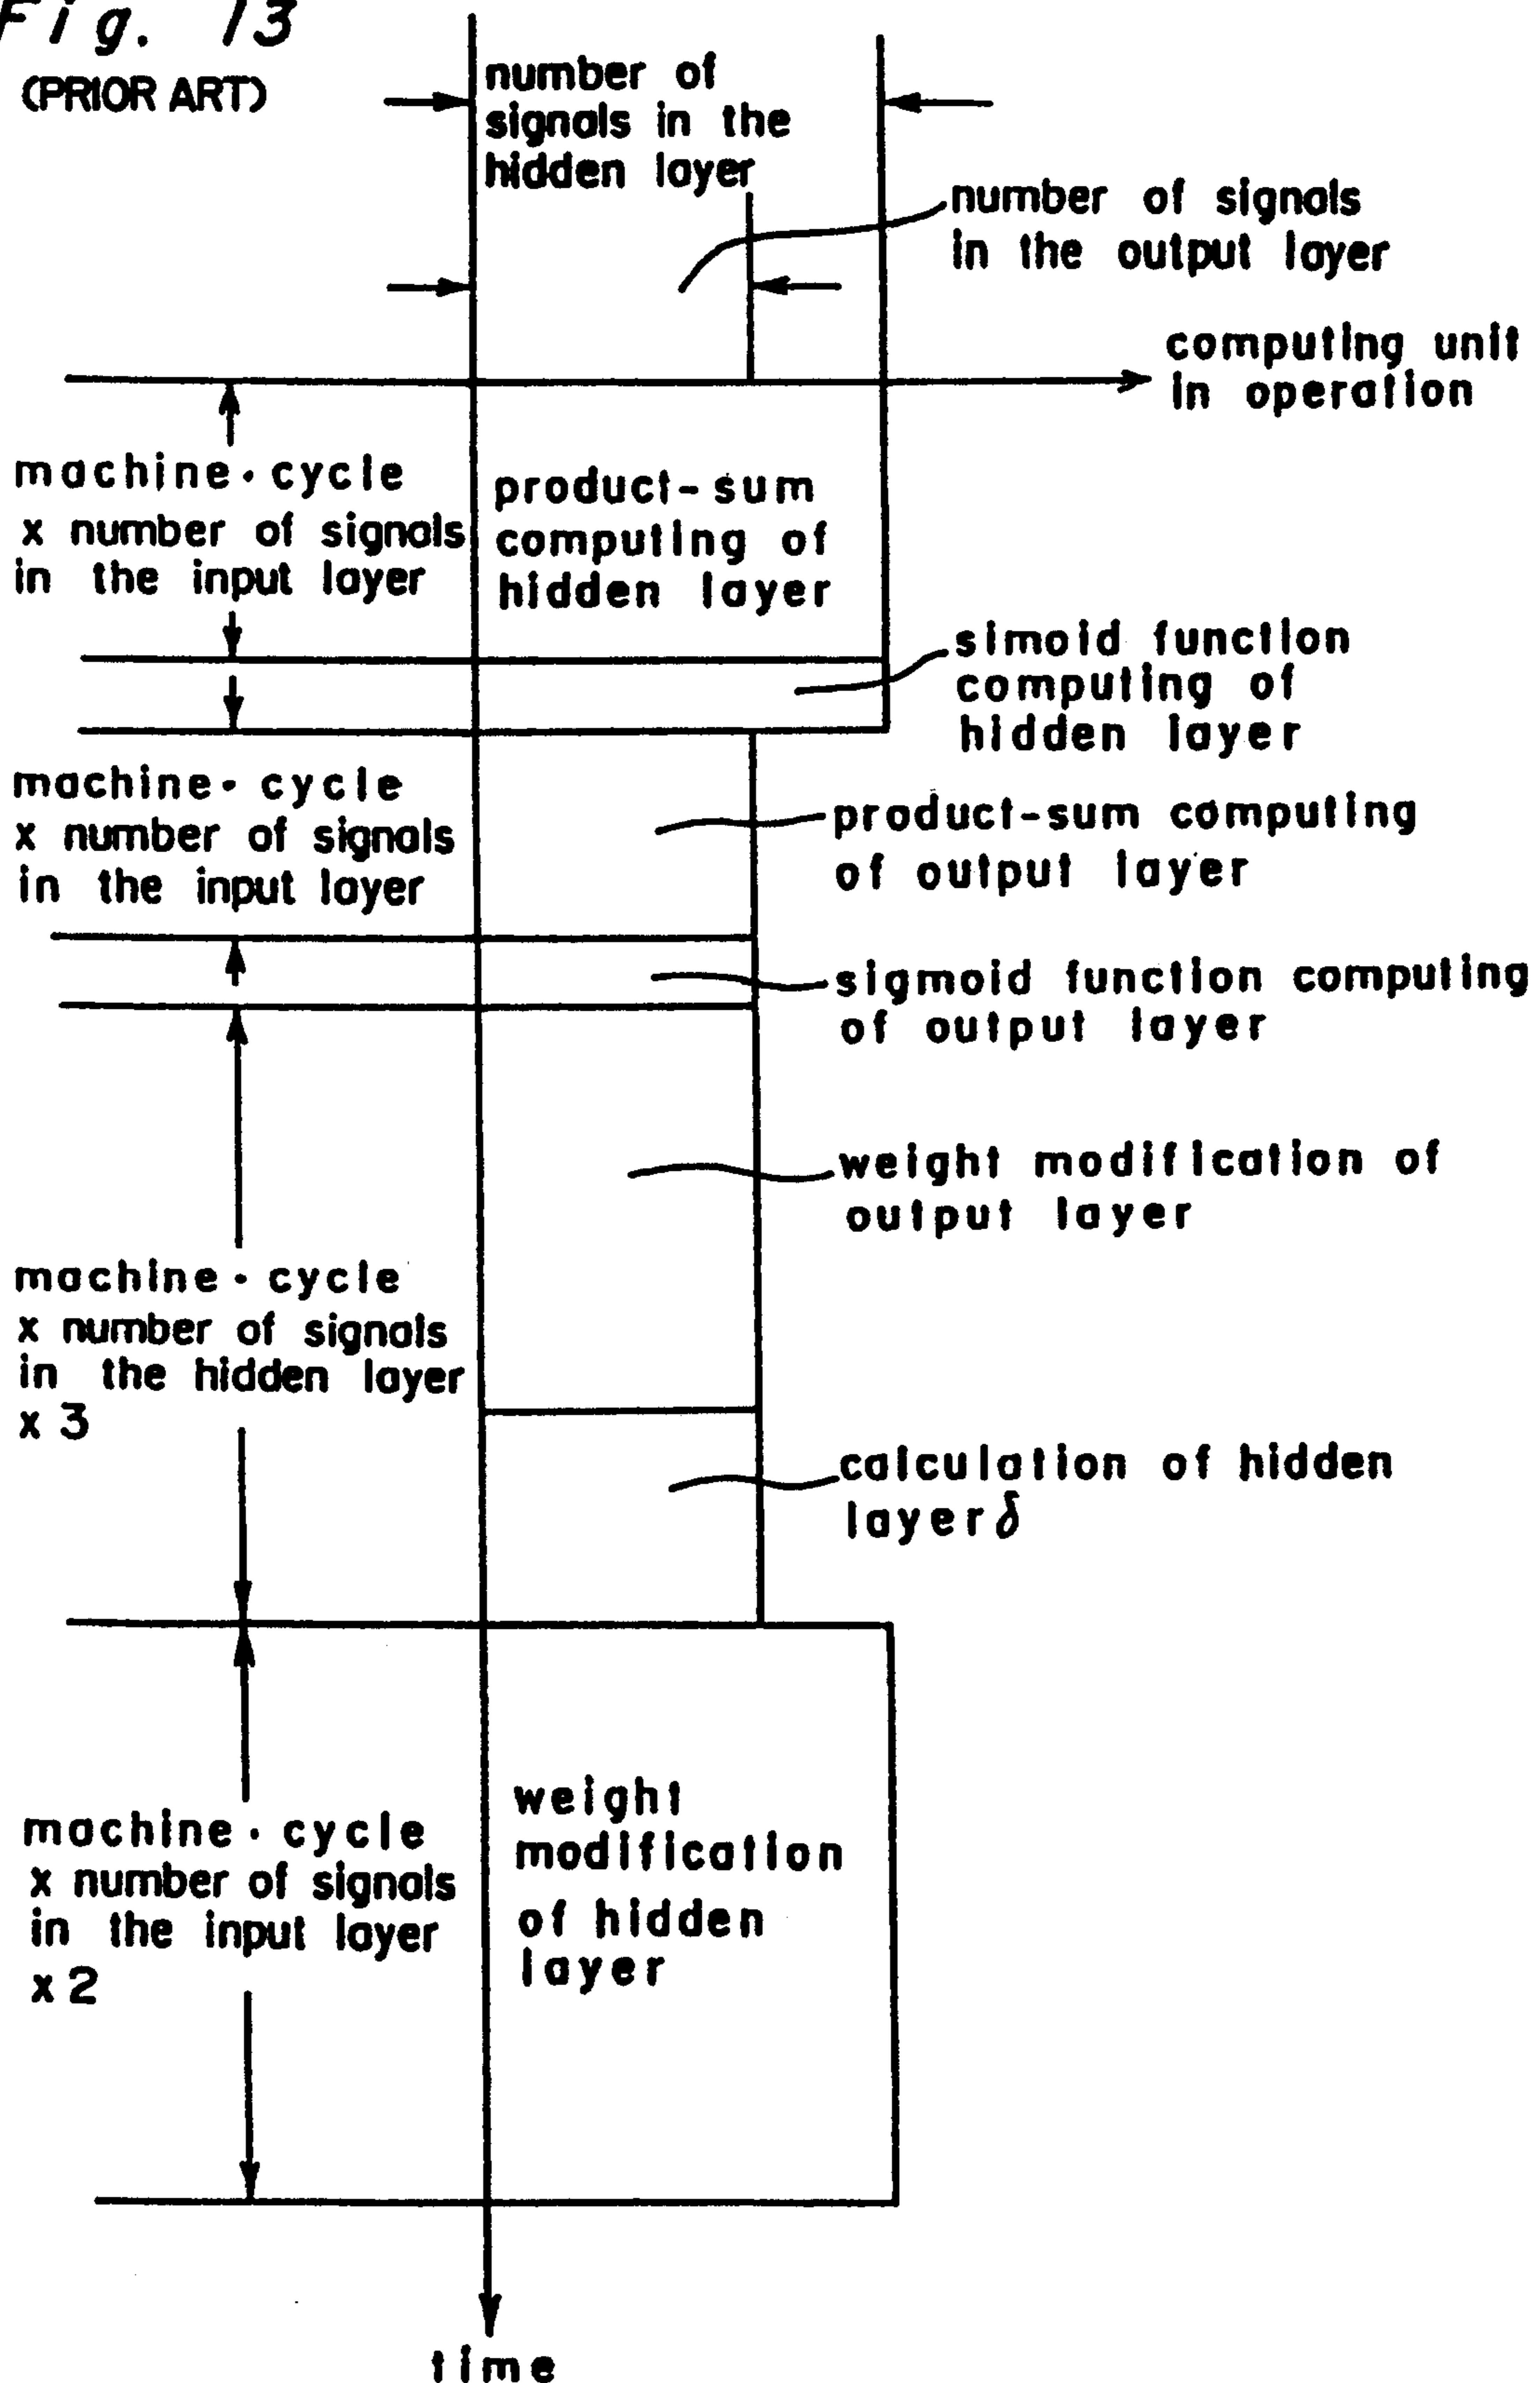 Fig. 13
(PRIOR ART)
number of
signals in the
hidden layer
number of signals
in the output layer
computing unit
in operation
machine · cycle
x number of signals
in the input layer
product-sum
computing of
hidden layer
simoid function
computing of
hidden layer
machine · cycle
x number of signals
in the input layer
product-sum computing
of output layer
sigmoid function computing
of output layer
weight modification of
output layer
machine · cycle
x number of signals
in the hidden layer
x 3
calculation of hidden
layer δ
machine · cycle
x number of signals
in the input layer
x 2
weight
modification
of hidden
layer
time